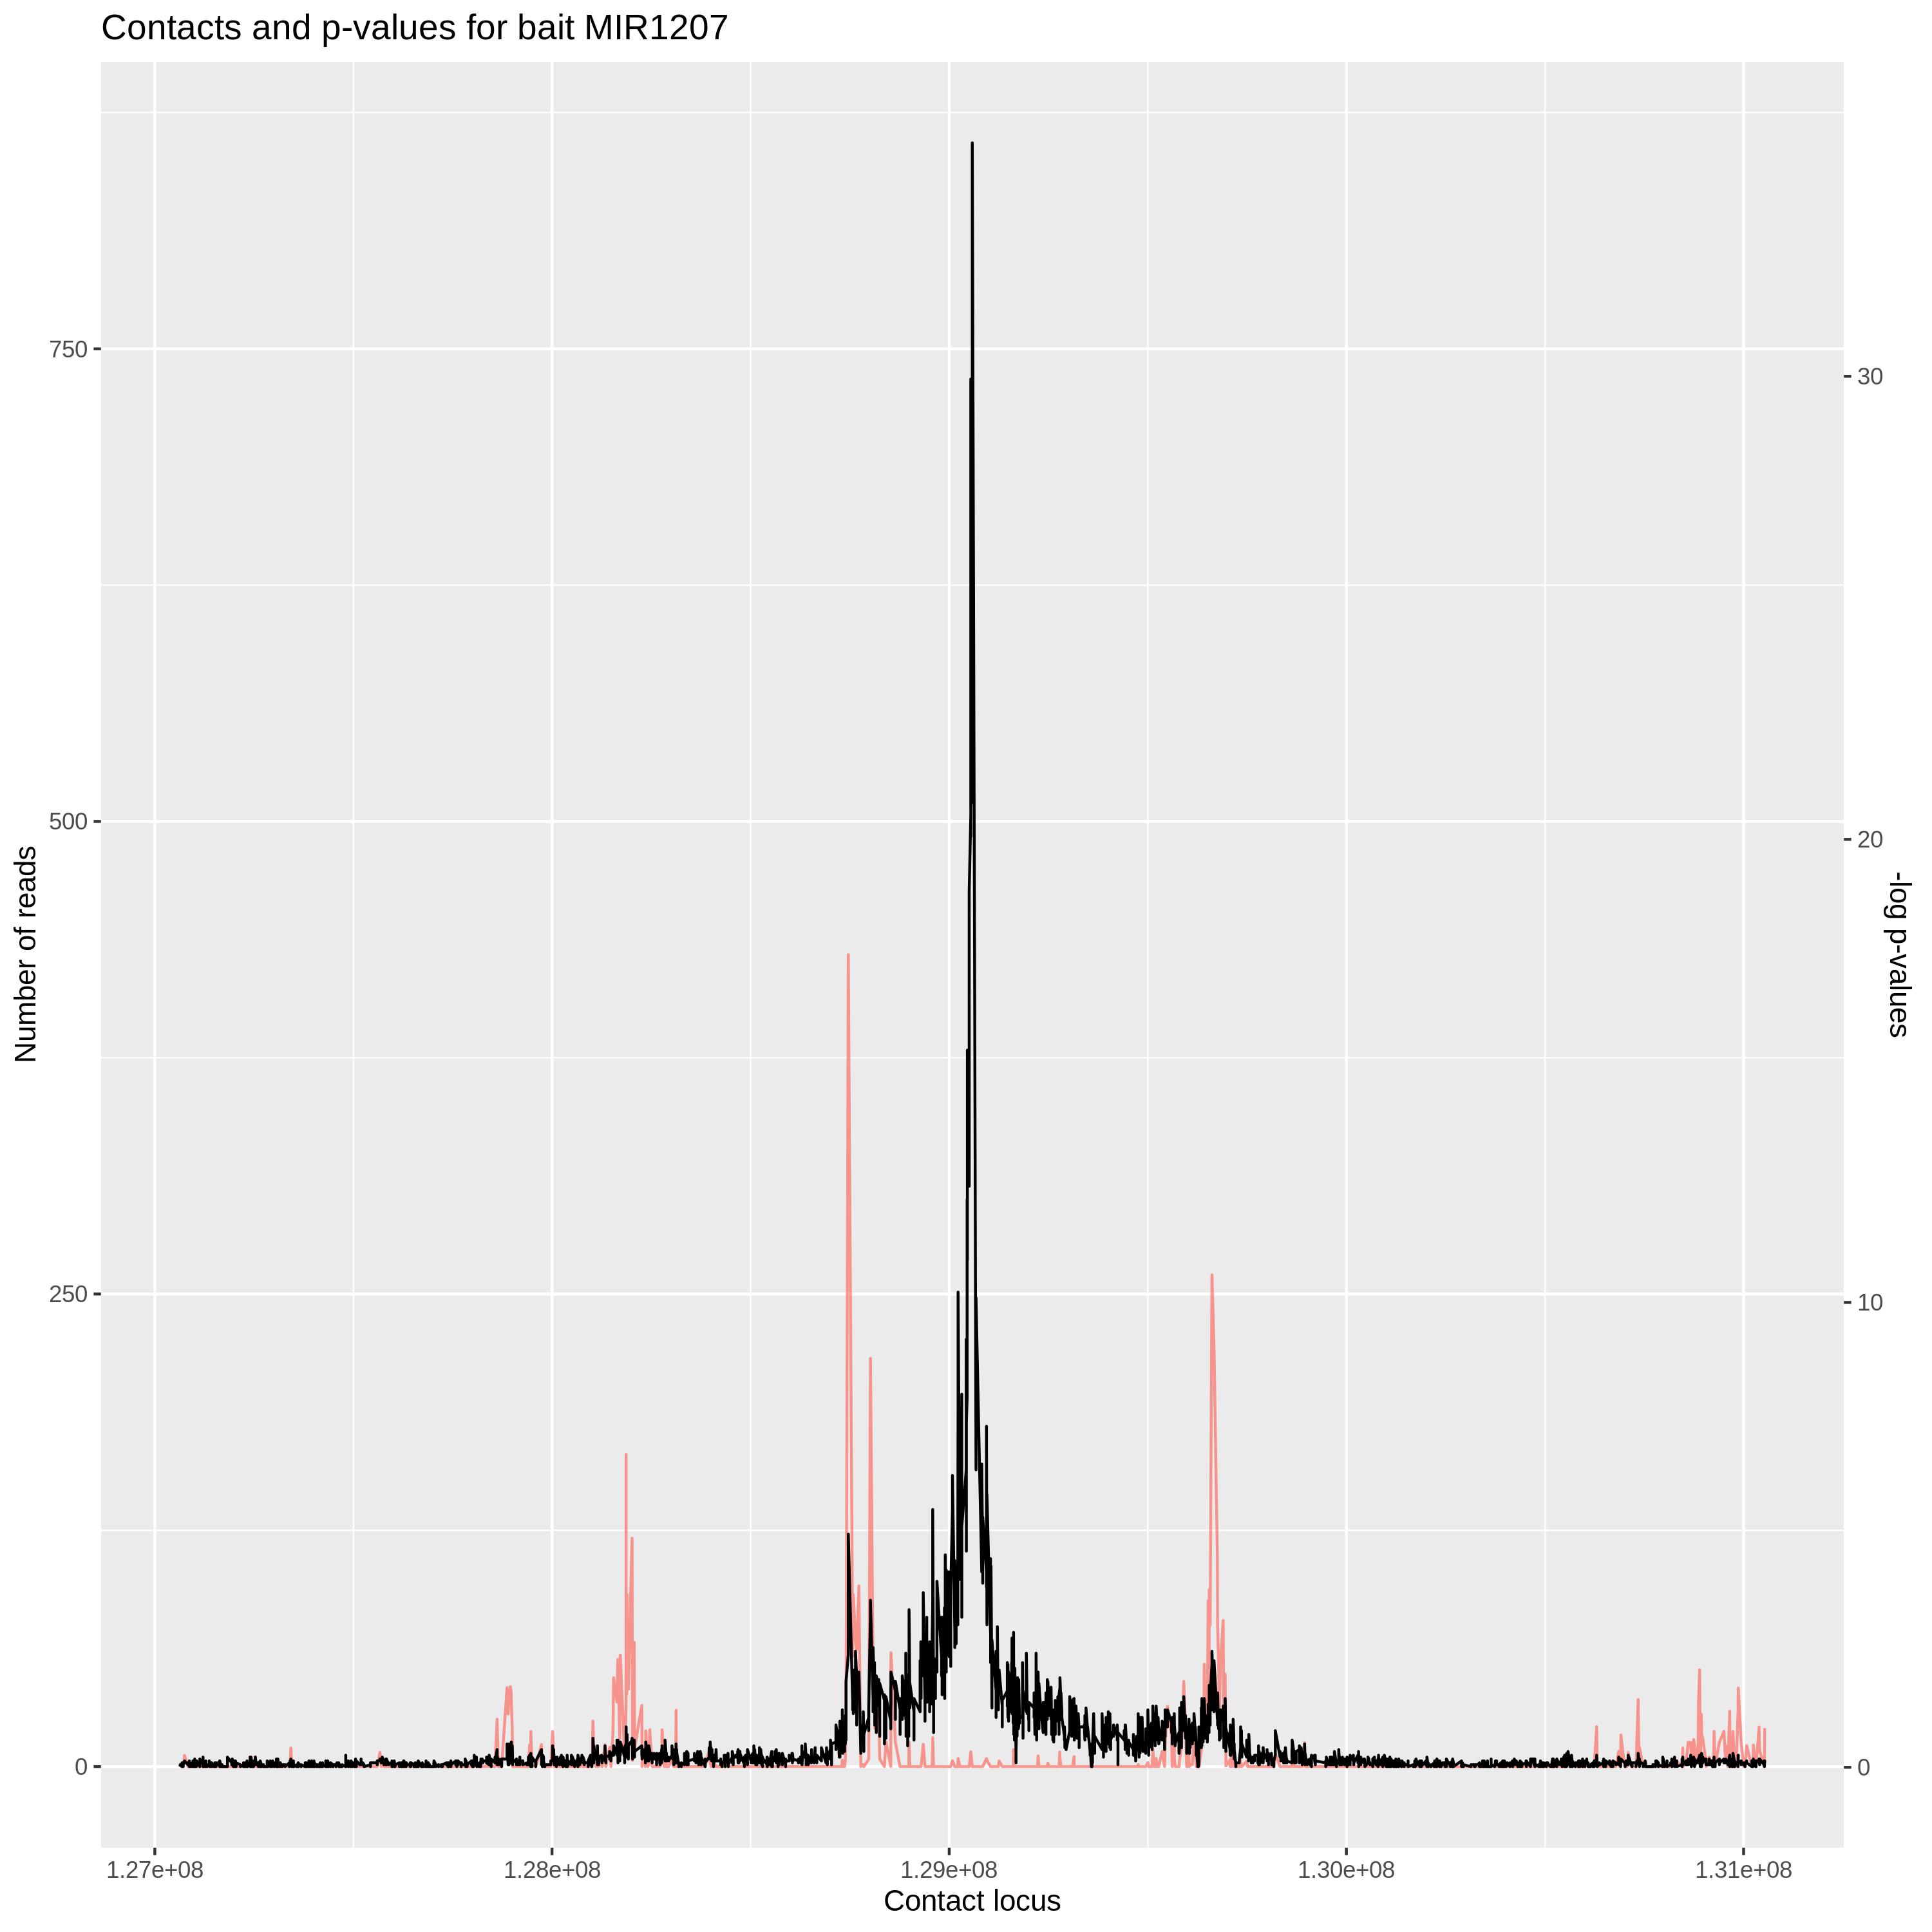 Contacts and p-values for bait MIR1207
Number of reads
750
500
250
0
-log p-values
30
20
10
0
1.27e+08 1.28e+08 1.29e+08 1.30e+08 1.31e+08
Contact locus